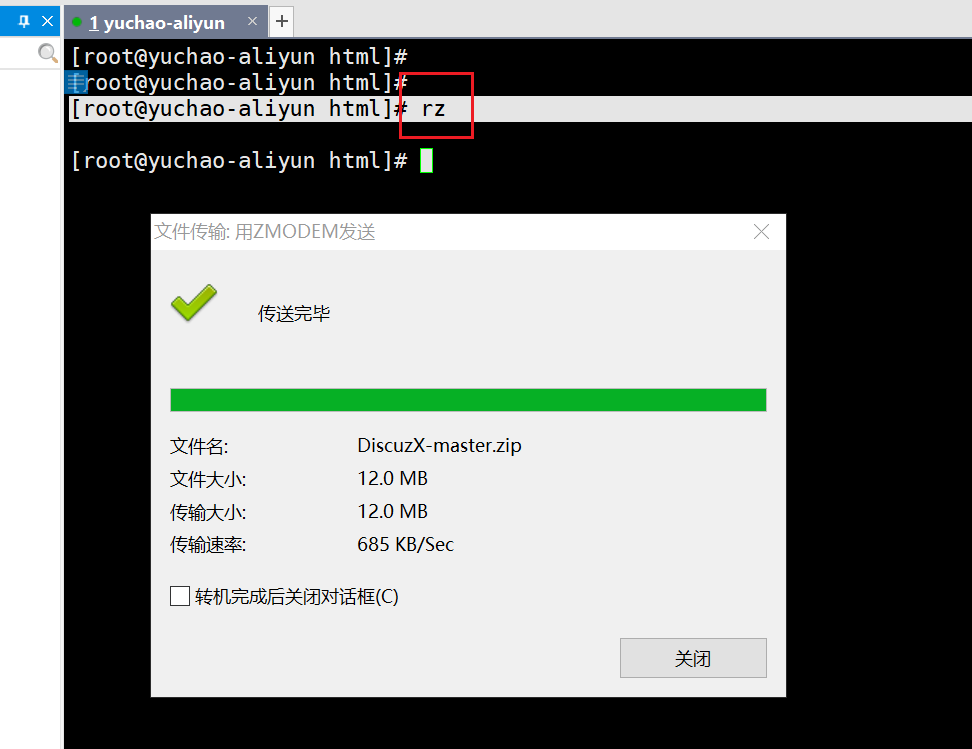 1 yuchao-aliyun
[root@yuchao-aliyun html]#
root@yuchao-aliyun html]#
[root@yuchao-aliyun html]# rz
[root@yuchao-aliyun html]#
文件传输: 用ZMODEM发送
传送完毕
文件名: DiscuzX-master.zip
文件大小: 12.0 MB
传输大小: 12.0 MB
传输速率: 685 KB/Sec
转机完成后关闭对话框(C)
关闭